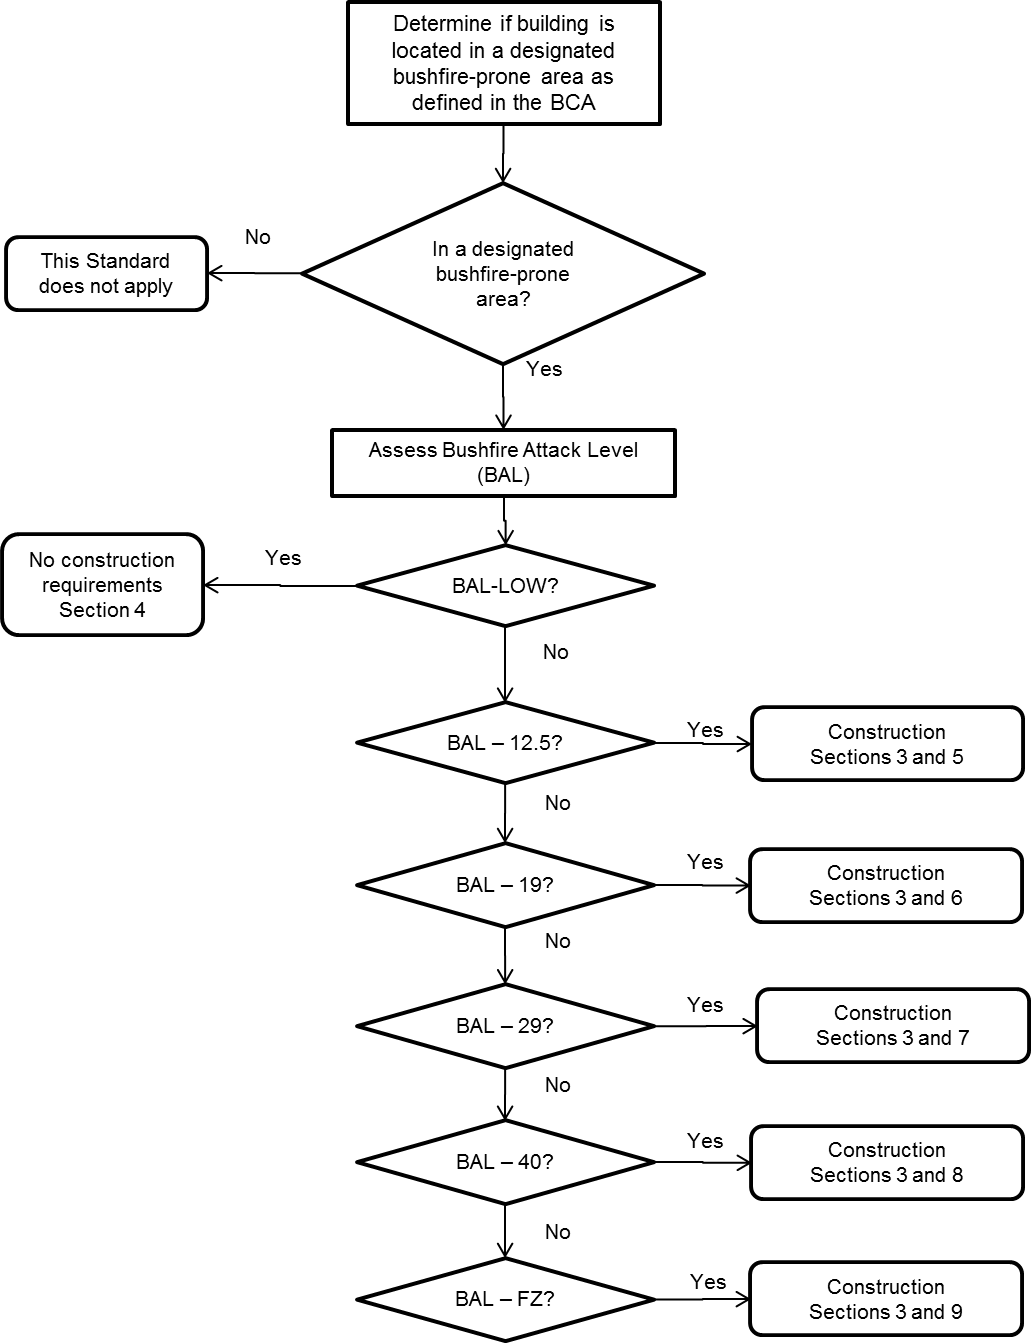 Determine if building is
located in a designated
bushfire-prone area as
defined in the BCA
No
In a designated
bushfire-prone
area?
This Standard
does not apply
Yes
Assess Bushfire Attack Level
(BAL)
No construction
requirements
Section 4
Yes
BAL-LOW?
No
BAL – 12.5?
Yes
Construction
Sections 3 and 5
No
BAL – 19?
Yes
Construction
Sections 3 and 6
No
BAL – 29?
Yes
Construction
Sections 3 and 7
No
BAL – 40?
Yes
Construction
Sections 3 and 8
No
BAL – FZ?
Yes
Construction
Sections 3 and 9